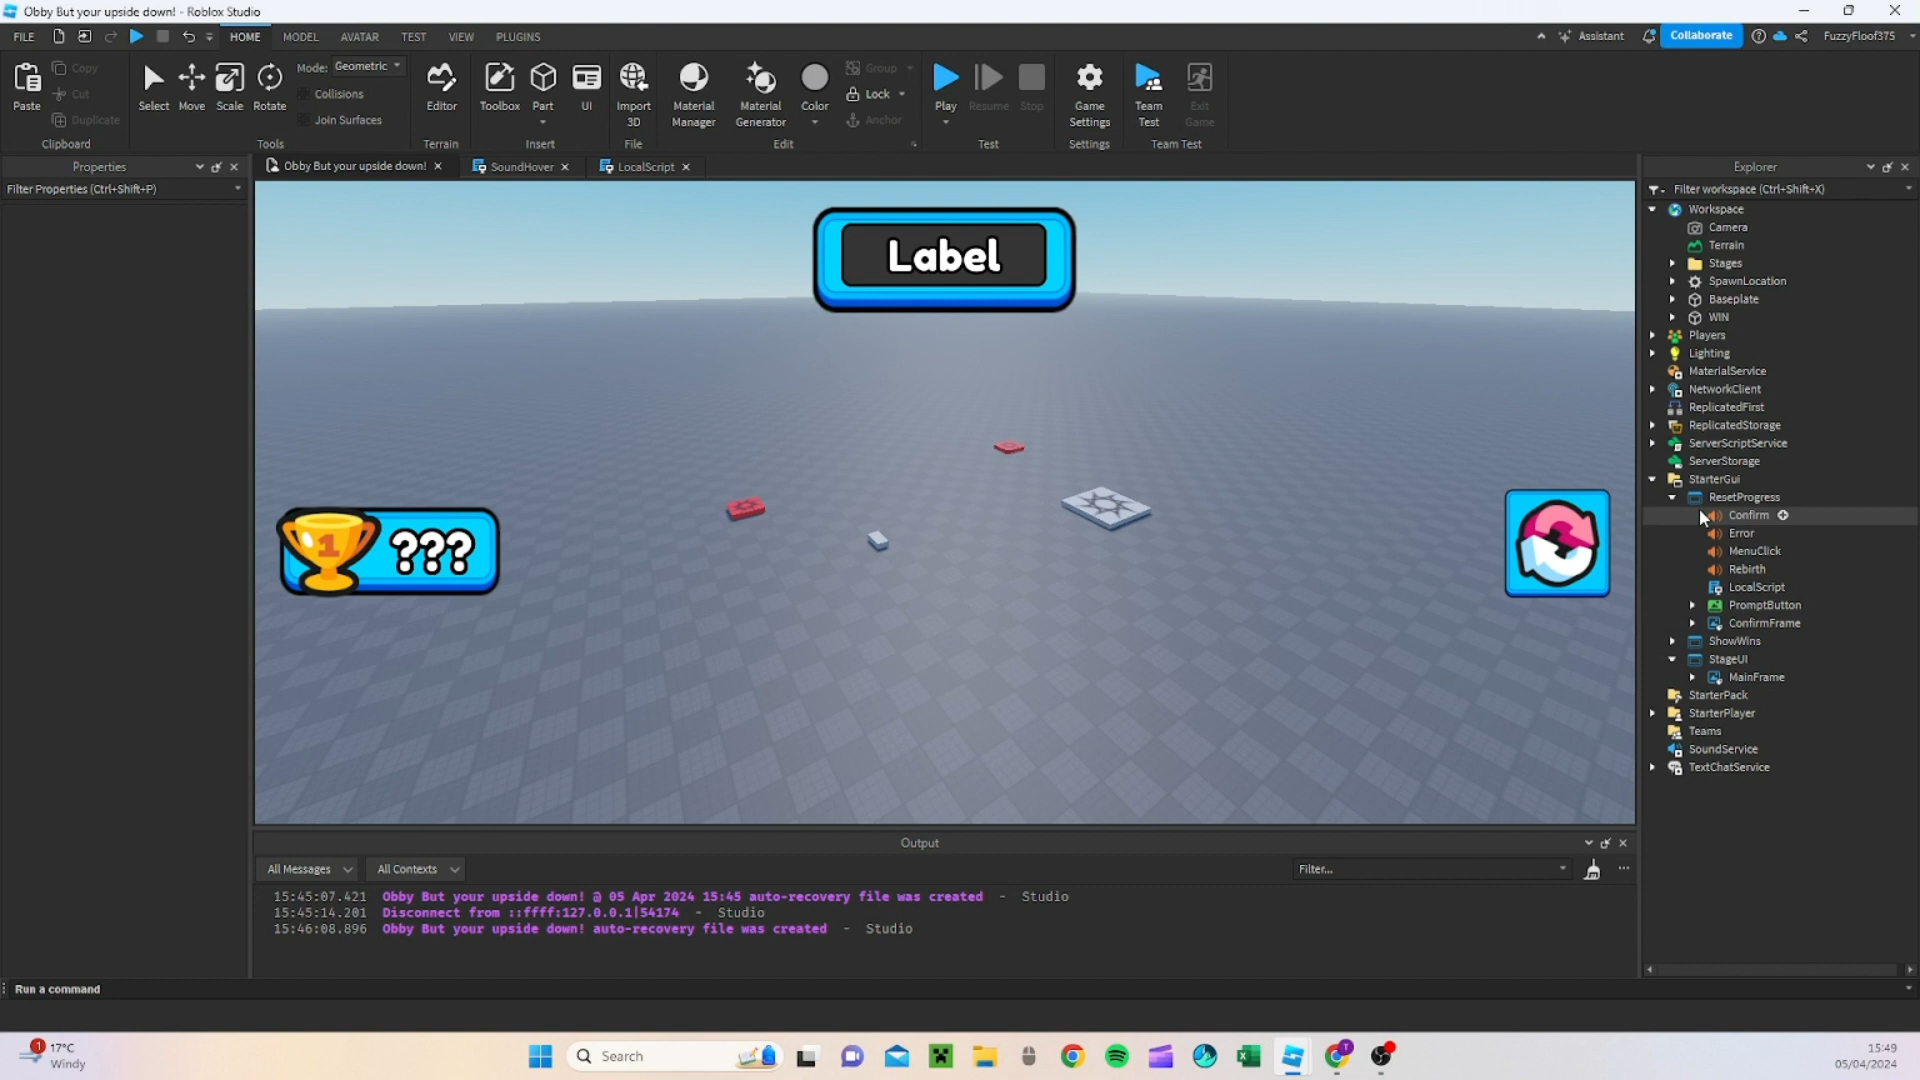 Obby But your upside down! - Roblox Studio
FILE HOME MODEL AVATAR TEST VIEW PLUGINS Assistant Collaborate FuzzyFloof375
Paste
Copy
Cut
Duplicate
Clipboard
Select Move Scale Rotate
Mode: Geometric
Collisions
Join Surfaces
Tools
Editor
Terrain
Toolbox Part UI
Insert
Import
3D
File
Material
Manager
Material
Generator
Color
Group
Lock
Anchor
Edit
Play Resume Stop
Test
Game
Settings
Settings
Team
Test
Exit
Game
Team Test
Properties
Filter Properties (Ctrl+Shift+P)
Obby But your upside down! SoundHover LocalScript
Label
1 ???
Explorer
Filter workspace (Ctrl+Shift+X)
Workspace
Camera
Terrain
Stages
SpawnLocation
Baseplate
WIN
Players
Lighting
MaterialService
NetworkClient
ReplicatedFirst
ReplicatedStorage
ServerScriptService
ServerStorage
StarterGui
ResetProgress
Confirm
Error
MenuClick
Rebirth
LocalScript
PromptButton
ConfirmFrame
ShowWins
StageUI
MainFrame
StarterPack
StarterPlayer
Teams
SoundService
TextChatService
Output
All Messages All Contexts Filter...
15:45:07.421 Obby But your upside down! @ 05 Apr 2024 15:45 auto-recovery file was created - Studio
15:45:14.201 Disconnect from ::ffff:127.0.0.1|54174 - Studio
15:46:08.896 Obby But your upside down! auto-recovery file was created - Studio
Run a command
1 17°C
Windy
Search
T
15:49
05/04/2024